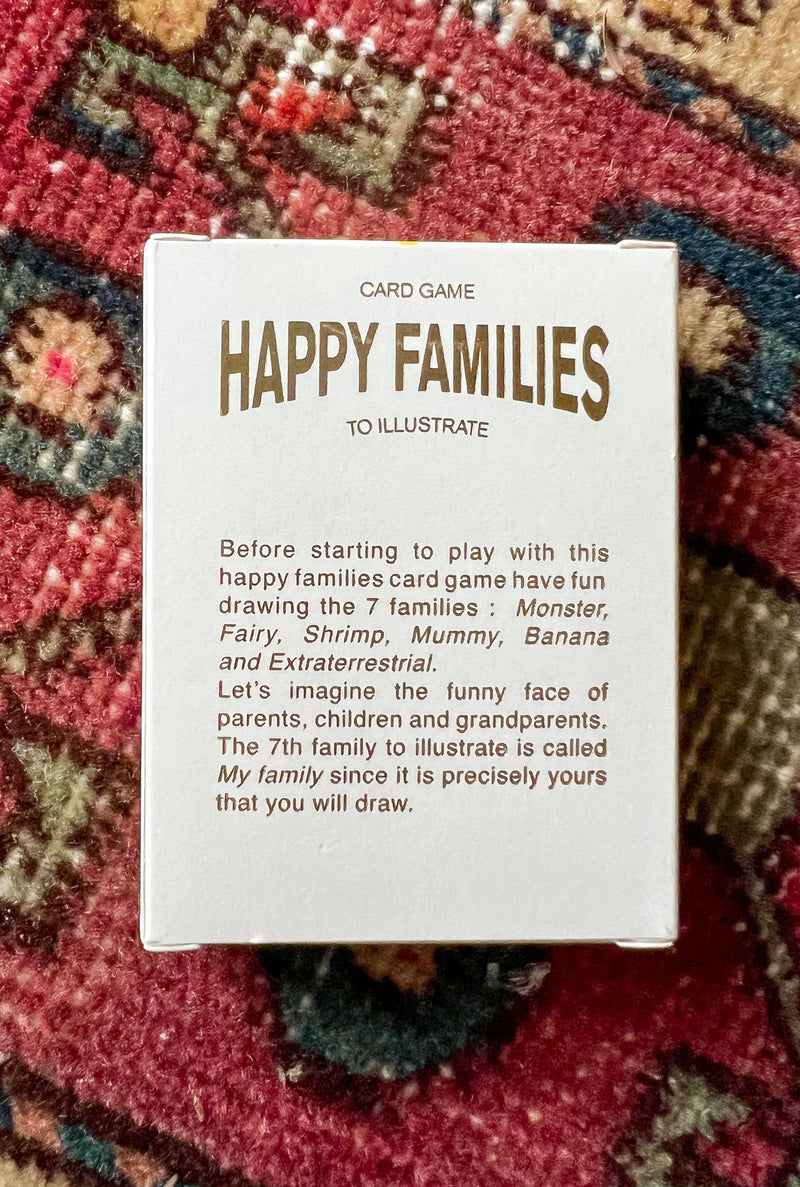 CARD GAME
HAPPY FAMILIES
TO ILLUSTRATE
Before starting to play with this
happy families card game have fun
drawing the 7 families : Monster,
Fairy, Shrimp, Mummy, Banana
and Extraterrestrial.
Let's imagine the funny face of
parents, children and grandparents.
The 7th family to illustrate is called
My family since it is precisely yours
that you will draw.